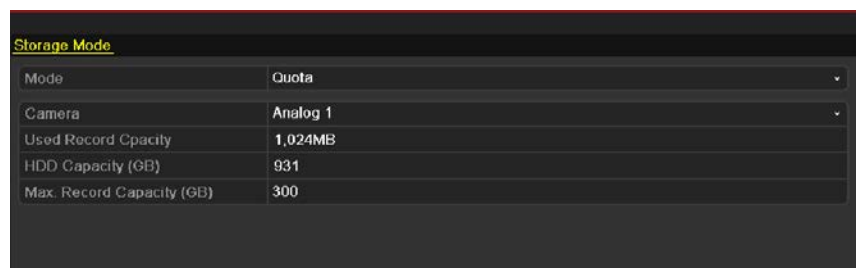 Storage Mode
Mode Quota
Camera Analog 1
Used Record Cpacity 1,024MB
HDD Capacity (GB) 931
Max. Record Capacity (GB) 300